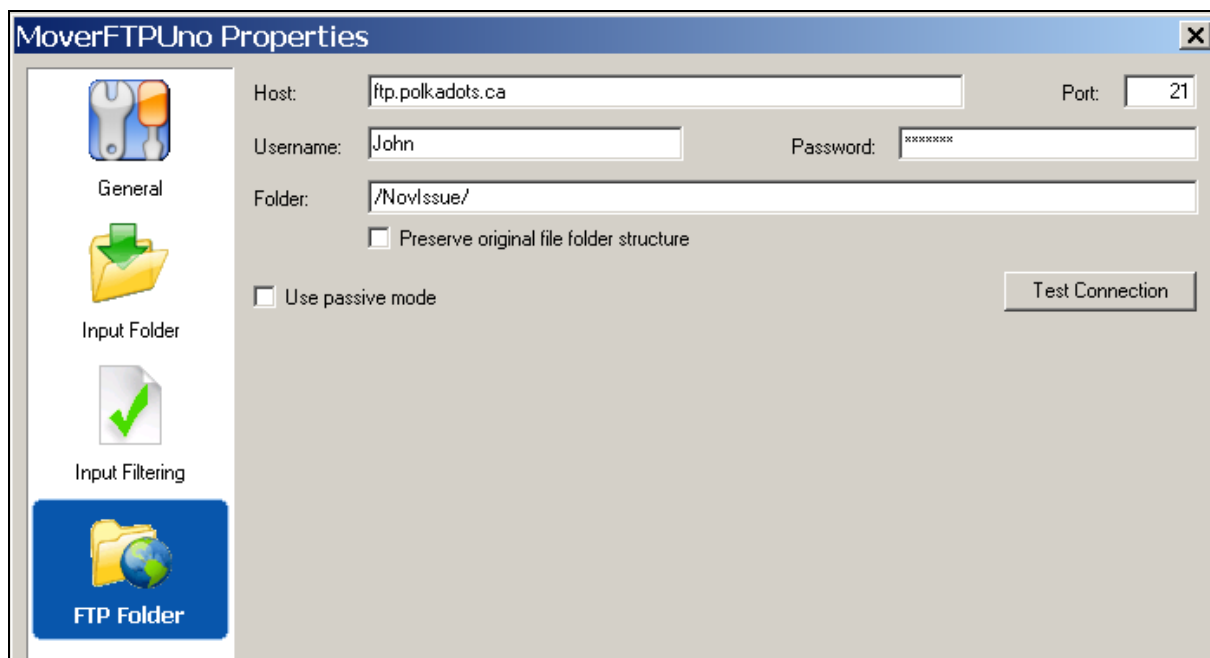 MoverFTPUno Properties
General
Input Folder
Input Filtering
FTP Folder
Host: ftp.polkadots.ca Port: 21
Username: John Password: *******
Folder: /NovIssue/
Preserve original file folder structure
Use passive mode
Test Connection